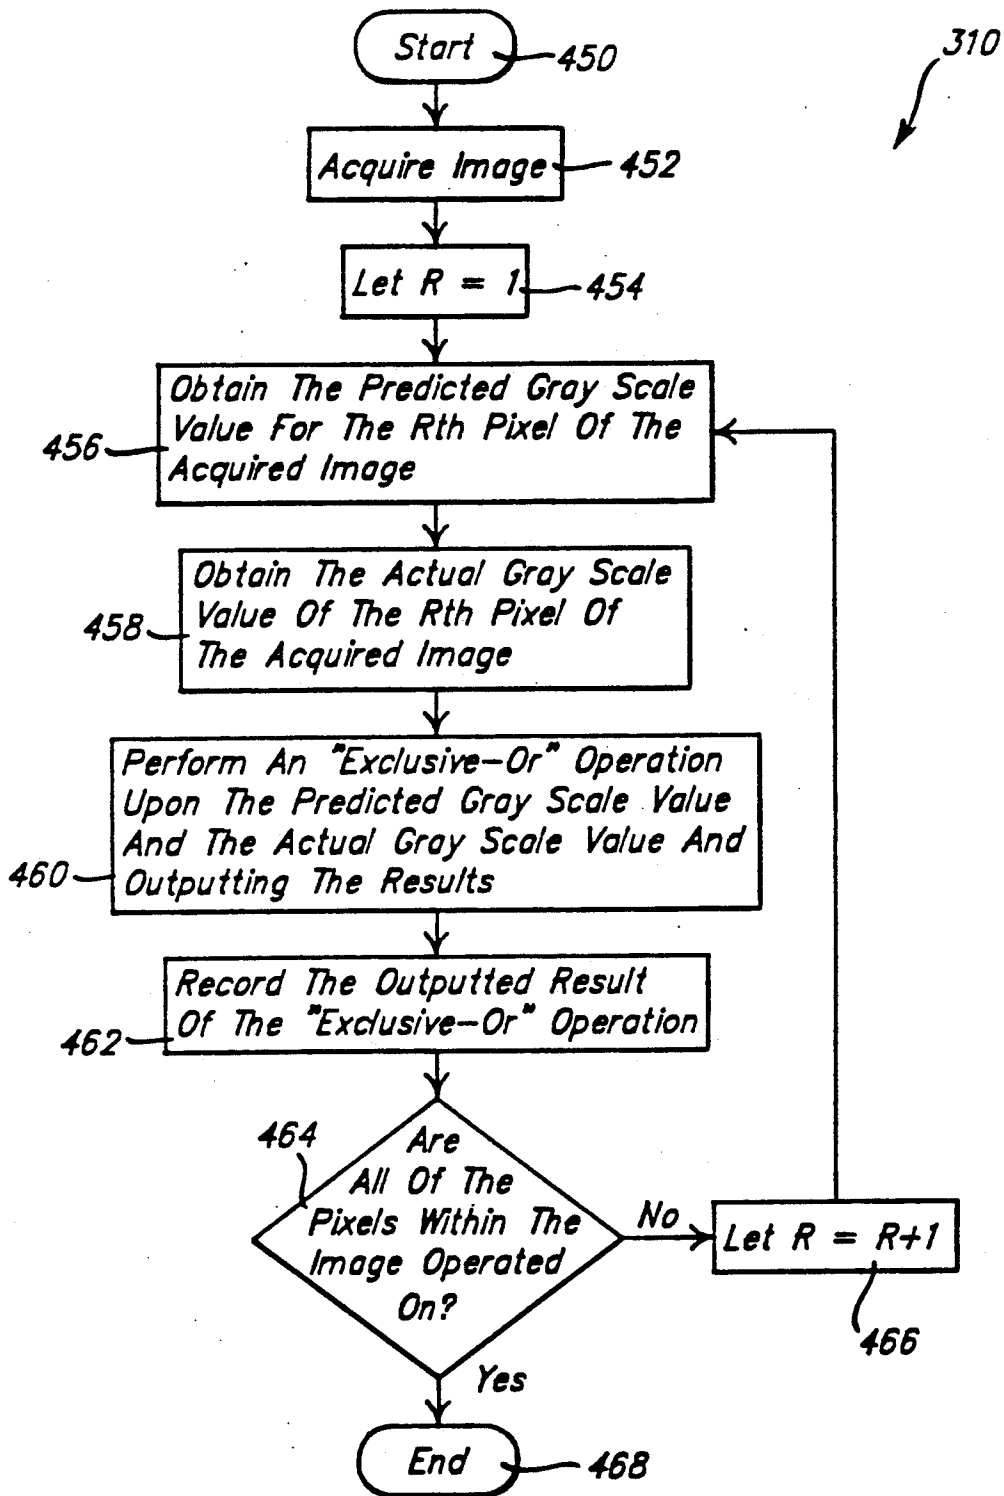 Start
450
310
Acquire Image
452
Let R = 1
454
Obtain The Predicted Gray Scale
Value For The Rth Pixel Of The
Acquired Image
456
Obtain The Actual Gray Scale
Value Of The Rth Pixel Of
The Acquired Image
458
Perform An "Exclusive-Or" Operation
Upon The Predicted Gray Scale Value
And The Actual Gray Scale Value And
Outputting The Results
460
Record The Outputted Result
Of The "Exclusive-Or" Operation
462
464
Are
All Of The
Pixels Within The
Image Operated
On?
No
Let R = R+1
466
Yes
End
468